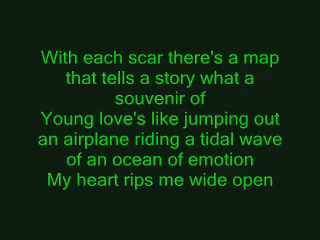 With each scar there's a map
that tells a story what a
souvenir of
Young love's like jumping out
an airplane riding a tidal wave
of an ocean of emotion
My heart rips me wide open